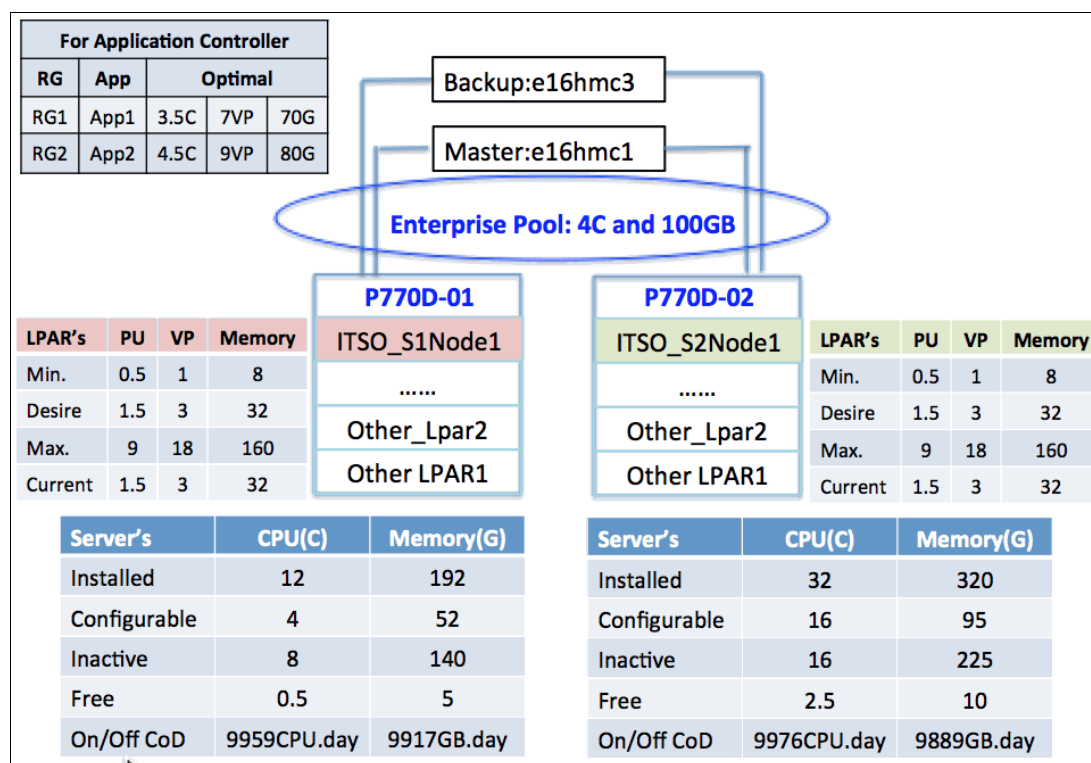 For Application Controller
RG App Optimal
RG1 App1 3.5C 7VP 70G
RG2 App2 4.5C 9VP 80G
Backup:e16hmc3
Master:e16hmc1
Enterprise Pool: 4C and 100GB
P770D-01
ITSO_S1Node1
......
Other_Lpar2
Other LPAR1
P770D-02
ITSO_S2Node1
......
Other_Lpar2
Other LPAR1
LPAR's PU VP Memory
Min. 0.5 1 8
Desire 1.5 3 32
Max. 9 18 160
Current 1.5 3 32
LPAR's PU VP Memory
Min. 0.5 1 8
Desire 1.5 3 32
Max. 9 18 160
Current 1.5 3 32
Server's CPU(C) Memory(G)
Installed 12 192
Configurable 4 52
Inactive 8 140
Free 0.5 5
On/Off CoD 9959CPU.day 9917GB.day
Server's CPU(C) Memory(G)
Installed 32 320
Configurable 16 95
Inactive 16 225
Free 2.5 10
On/Off CoD 9976CPU.day 9889GB.day